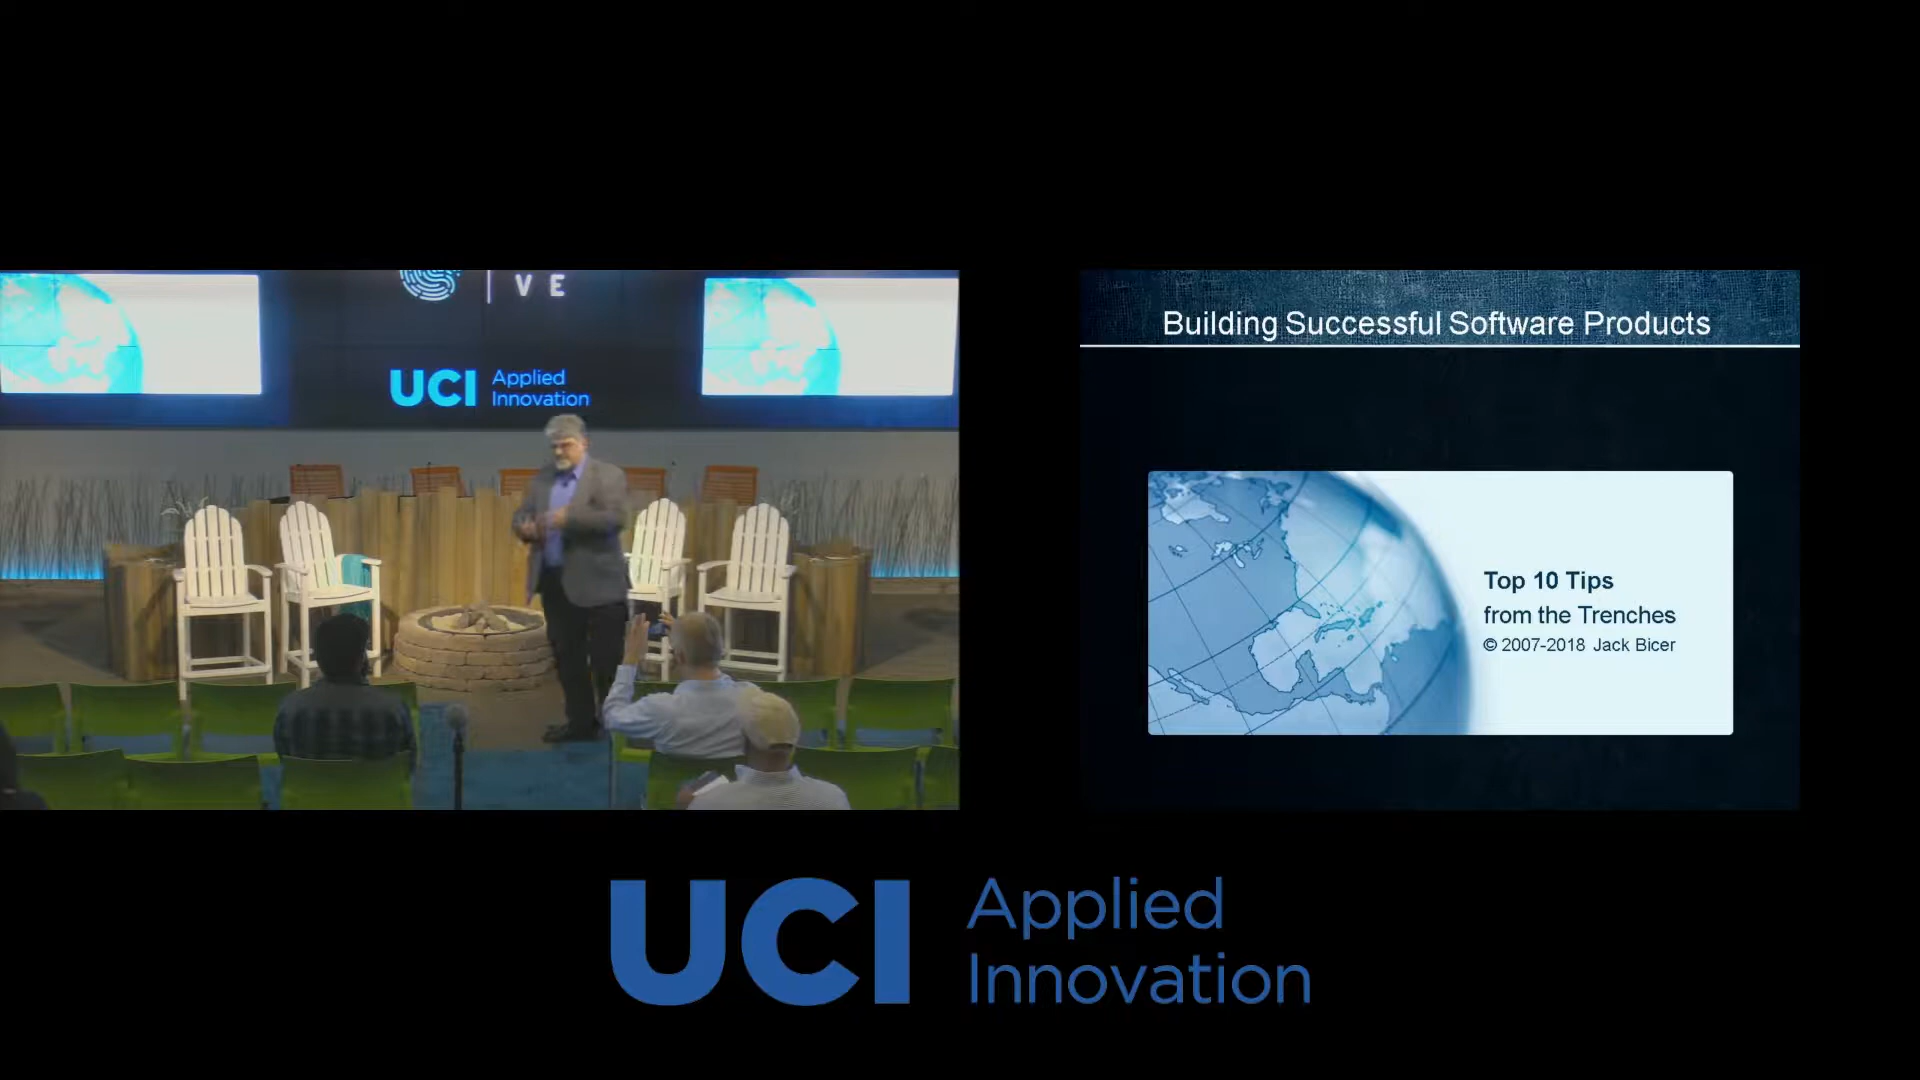 V E
UCI Applied
Innovation
Building Successful Software Products
Top 10 Tips
from the Trenches
© 2007-2018 Jack Bicer
UCI Applied
Innovation